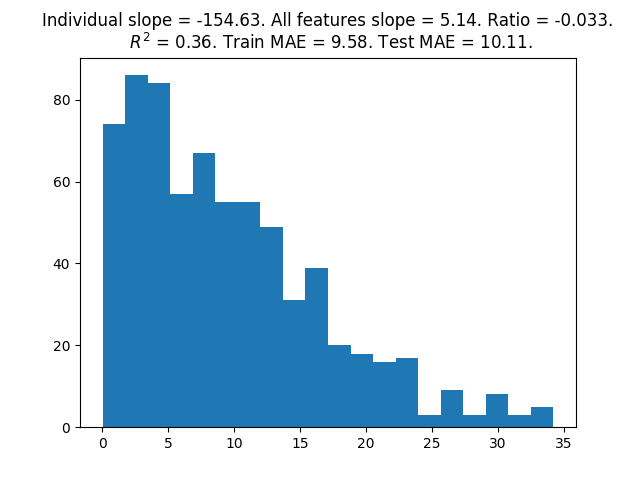 Individual slope = -154.63. All features slope = 5.14. Ratio = -0.033.
R² = 0.36. Train MAE = 9.58. Test MAE = 10.11.
80
60
40
20
0
0 5 10 15 20 25 30 35